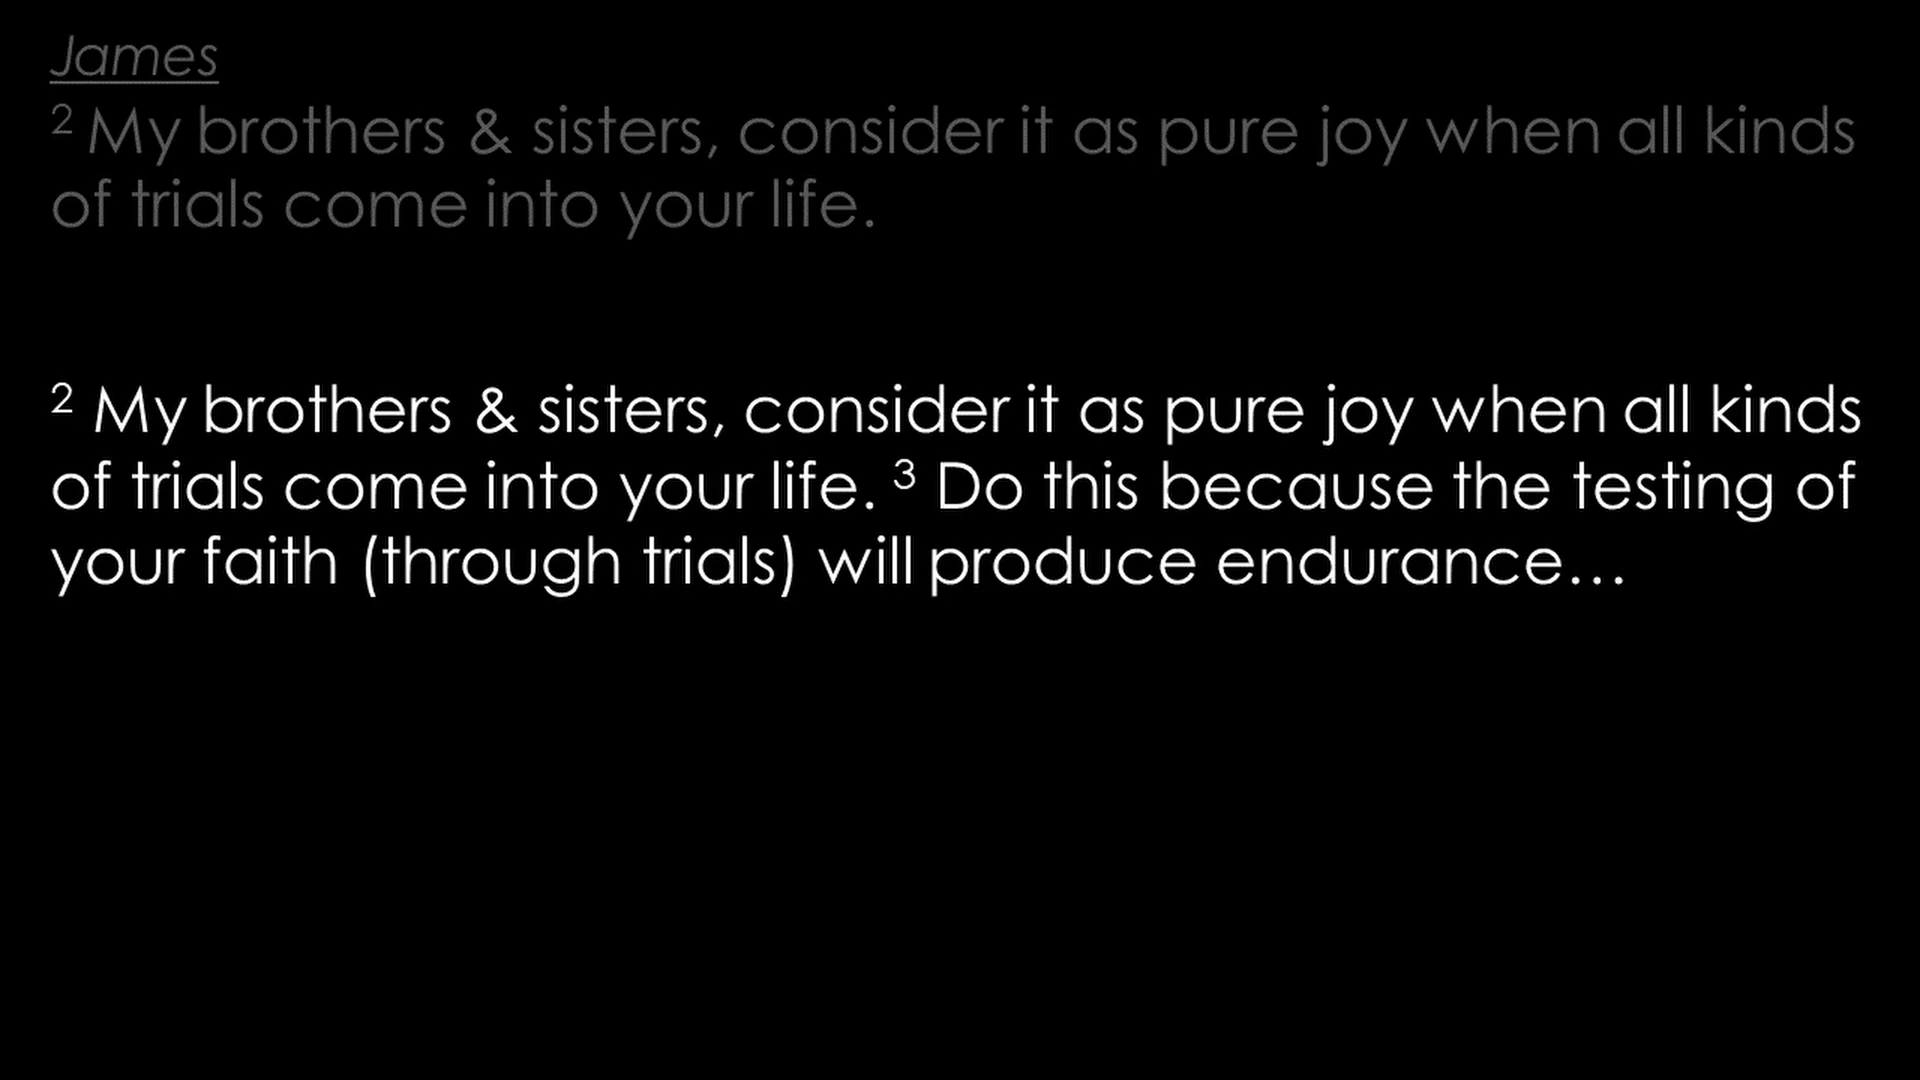 James
² My brothers & sisters, consider it as pure joy when all kinds
of trials come into your life.
² My brothers & sisters, consider it as pure joy when all kinds
of trials come into your life. ³ Do this because the testing of
your faith (through trials) will produce endurance…